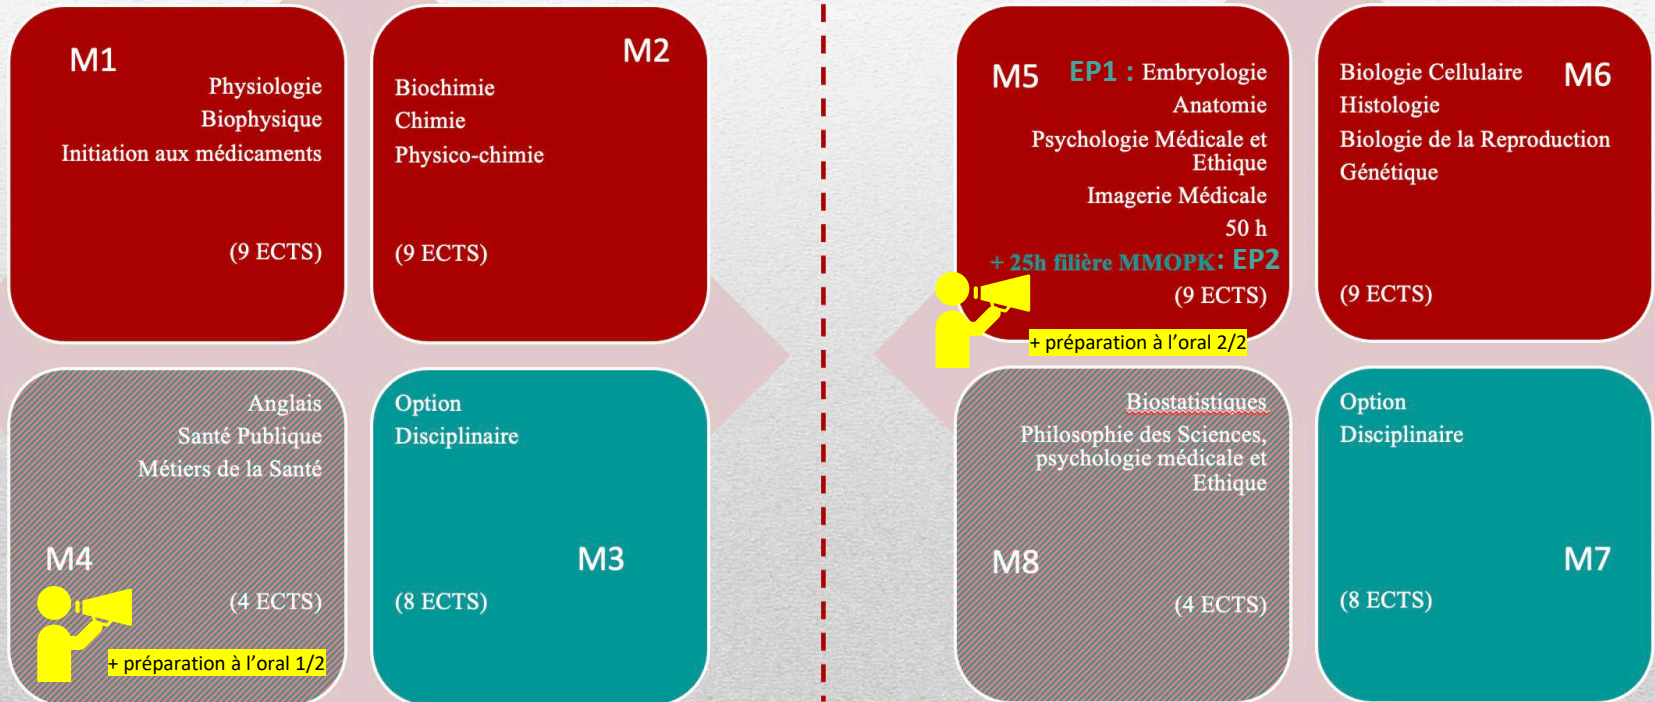 M1
Physiologie
Biophysique
Initiation aux médicaments
(9 ECTS)
M2
Biochimie
Chimie
Physico-chimie
(9 ECTS)
Anglais
Santé Publique
Métiers de la Santé
M4
(4 ECTS)
+ préparation à l'oral 1/2
Option
Disciplinaire
M3
(8 ECTS)
M5 EP1 : Embryologie
Anatomie
Psychologie Médicale et
Ethique
Imagerie Médicale
50 h
+ 25h filière MMOPK: EP2
(9 ECTS)
+ préparation à l'oral 2/2
Biologie Cellulaire M6
Histologie
Biologie de la Reproduction
Génétique
(9 ECTS)
Biostatistiques
Philosophie des Sciences,
psychologie médicale et
Ethique
M8
(4 ECTS)
Option
Disciplinaire
M7
(8 ECTS)